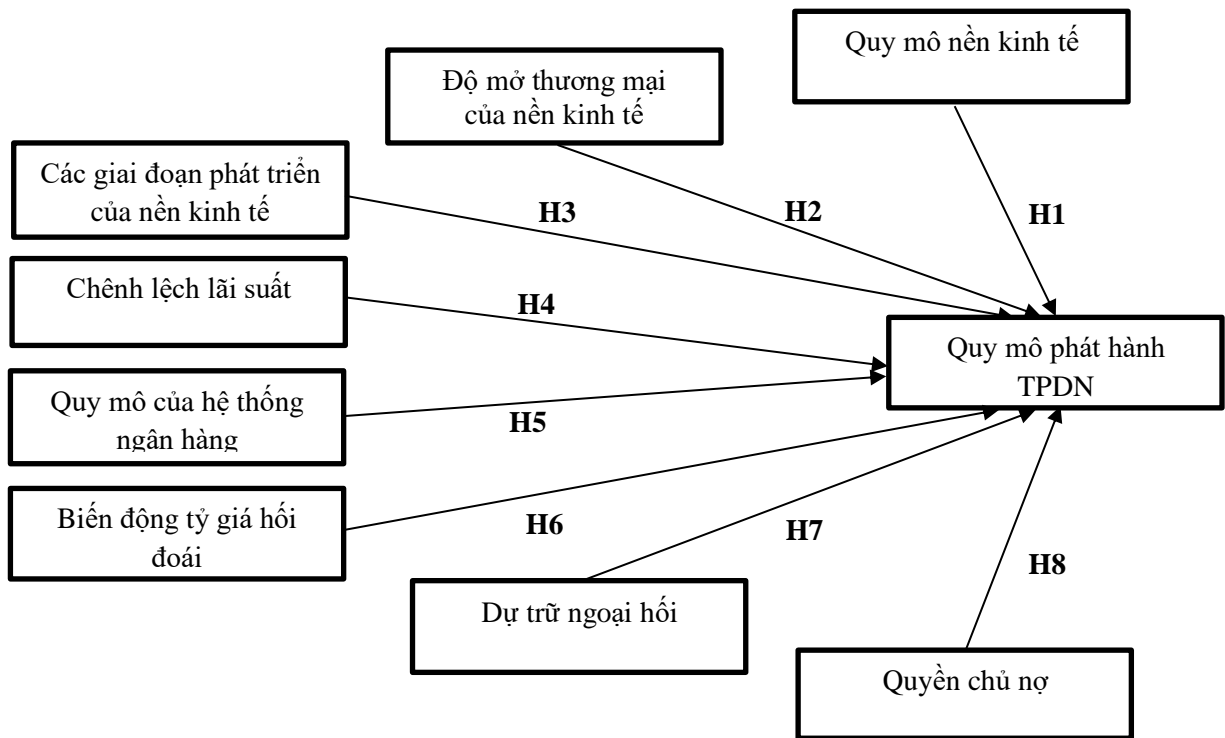 Quy mô nền kinh tế
Độ mở thương mại
của nền kinh tế
Các giai đoạn phát triển
của nền kinh tế
H3
H2
H1
Chênh lệch lãi suất
H4
Quy mô phát hành
TPDN
Quy mô của hệ thống
ngân hàng
H5
Biến động tỷ giá hối
đoái
H6
H7
H8
Dự trữ ngoại hối
Quyền chủ nợ